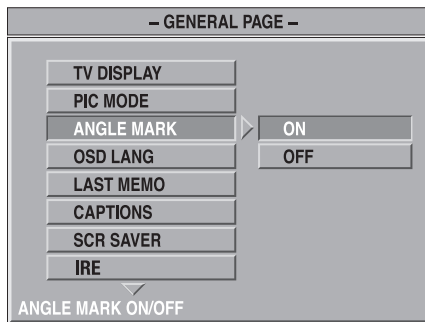 – GENERAL PAGE –
TV DISPLAY
PIC MODE
ANGLE MARK
ON
OSD LANG
OFF
LAST MEMO
CAPTIONS
SCR SAVER
IRE
ANGLE MARK ON/OFF